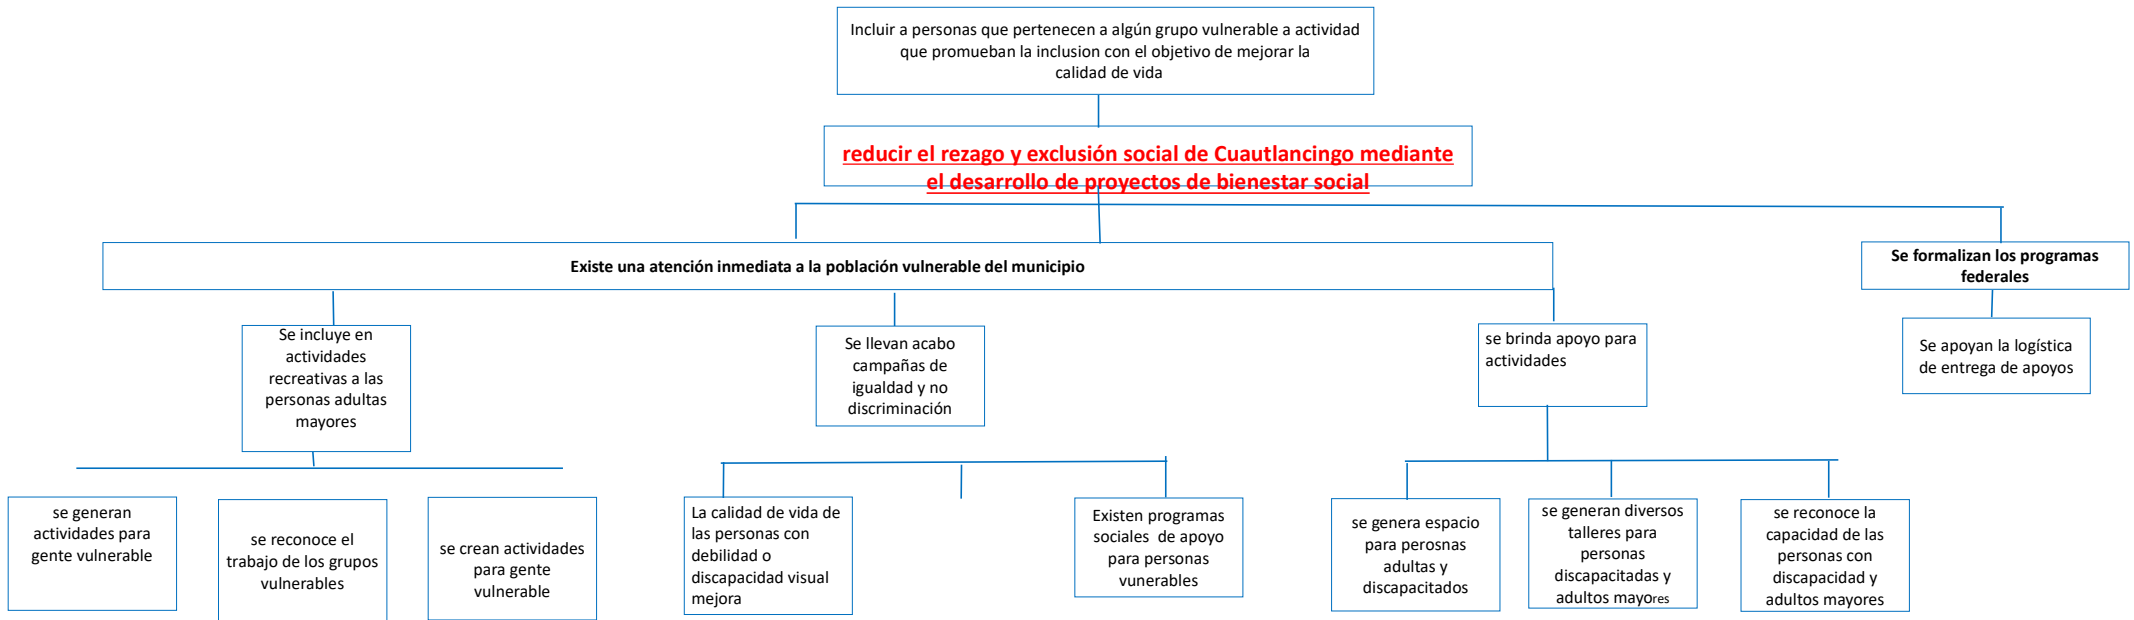 Incluir a personas que pertenecen a algún grupo vulnerable a actividad
que promueban la inclusion con el objetivo de mejorar la
calidad de vida
reducir el rezago y exclusión social de Cuautlancingo mediante
el desarrollo de proyectos de bienestar social
Existe una atención inmediata a la población vulnerable del municipio
Se formalizan los programas
federales
Se incluye en
actividades
recreativas a las
personas adultas
mayores
Se llevan acabo
campañas de
igualdad y no
discriminación
se brinda apoyo para
actividades
Se apoyan la logística
de entrega de apoyos
se generan
actividades para
gente vulnerable
se reconoce el
trabajo de los grupos
vulnerables
se crean actividades
para gente
vulnerable
La calidad de vida de
las personas con
debilidad o
discapacidad visual
mejora
Existen programas
sociales de apoyo
para personas
vunerables
se genera espacio
para perosnas
adultas y
discapacitados
se generan diversos
talleres para
personas
discapacitadas y
adultos mayores
se reconoce la
capacidad de las
personas con
discapacidad y
adultos mayores